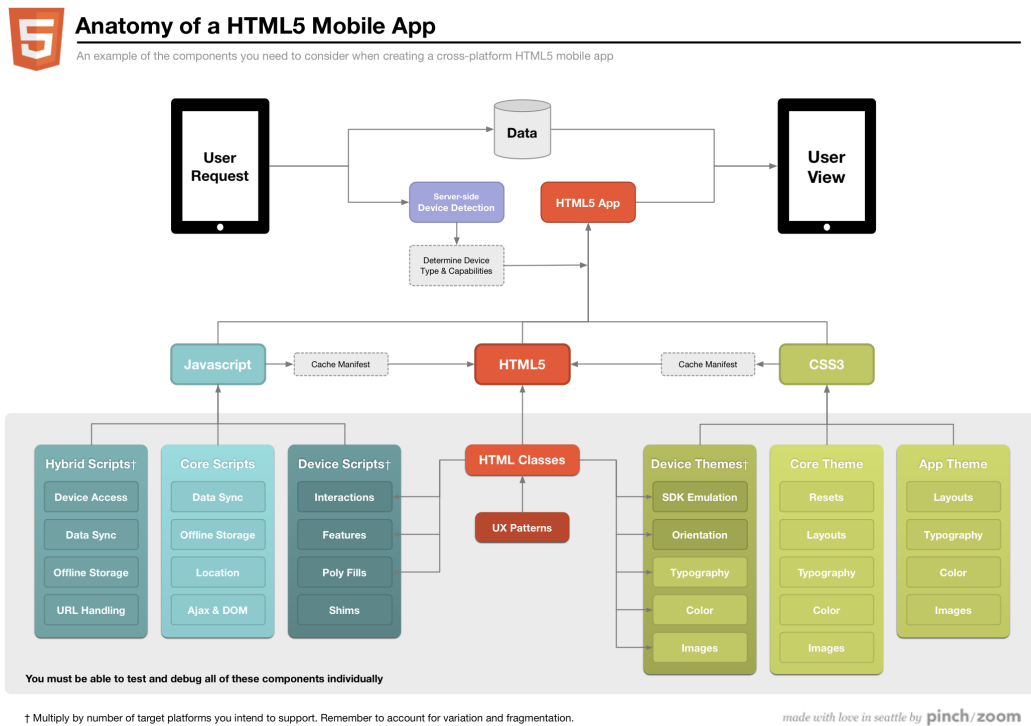 Anatomy of a HTML5 Mobile App
An example of the components you need to consider when creating a cross-platform HTML5 mobile app
User
Request
Data
User
View
Server-side
Device Detection
HTML5 App
Determine Device
Type & Capabilities
Javascript
Cache Manifest
HTML5
Cache Manifest
CSS3
Hybrid Scripts†
Device Access
Data Sync
Offline Storage
URL Handling
Core Scripts
Data Sync
Offline Storage
Location
Ajax & DOM
Device Scripts†
Interactions
Features
Poly Fills
Shims
HTML Classes
UX Patterns
Device Themes†
SDK Emulation
Orientation
Typography
Color
Images
Core Theme
Resets
Layouts
Typography
Color
Images
App Theme
Layouts
Typography
Color
Images
You must be able to test and debug all of these components individually
† Multiply by number of target platforms you intend to support. Remember to account for variation and fragmentation.
made with love in seattle by pinch/zoom